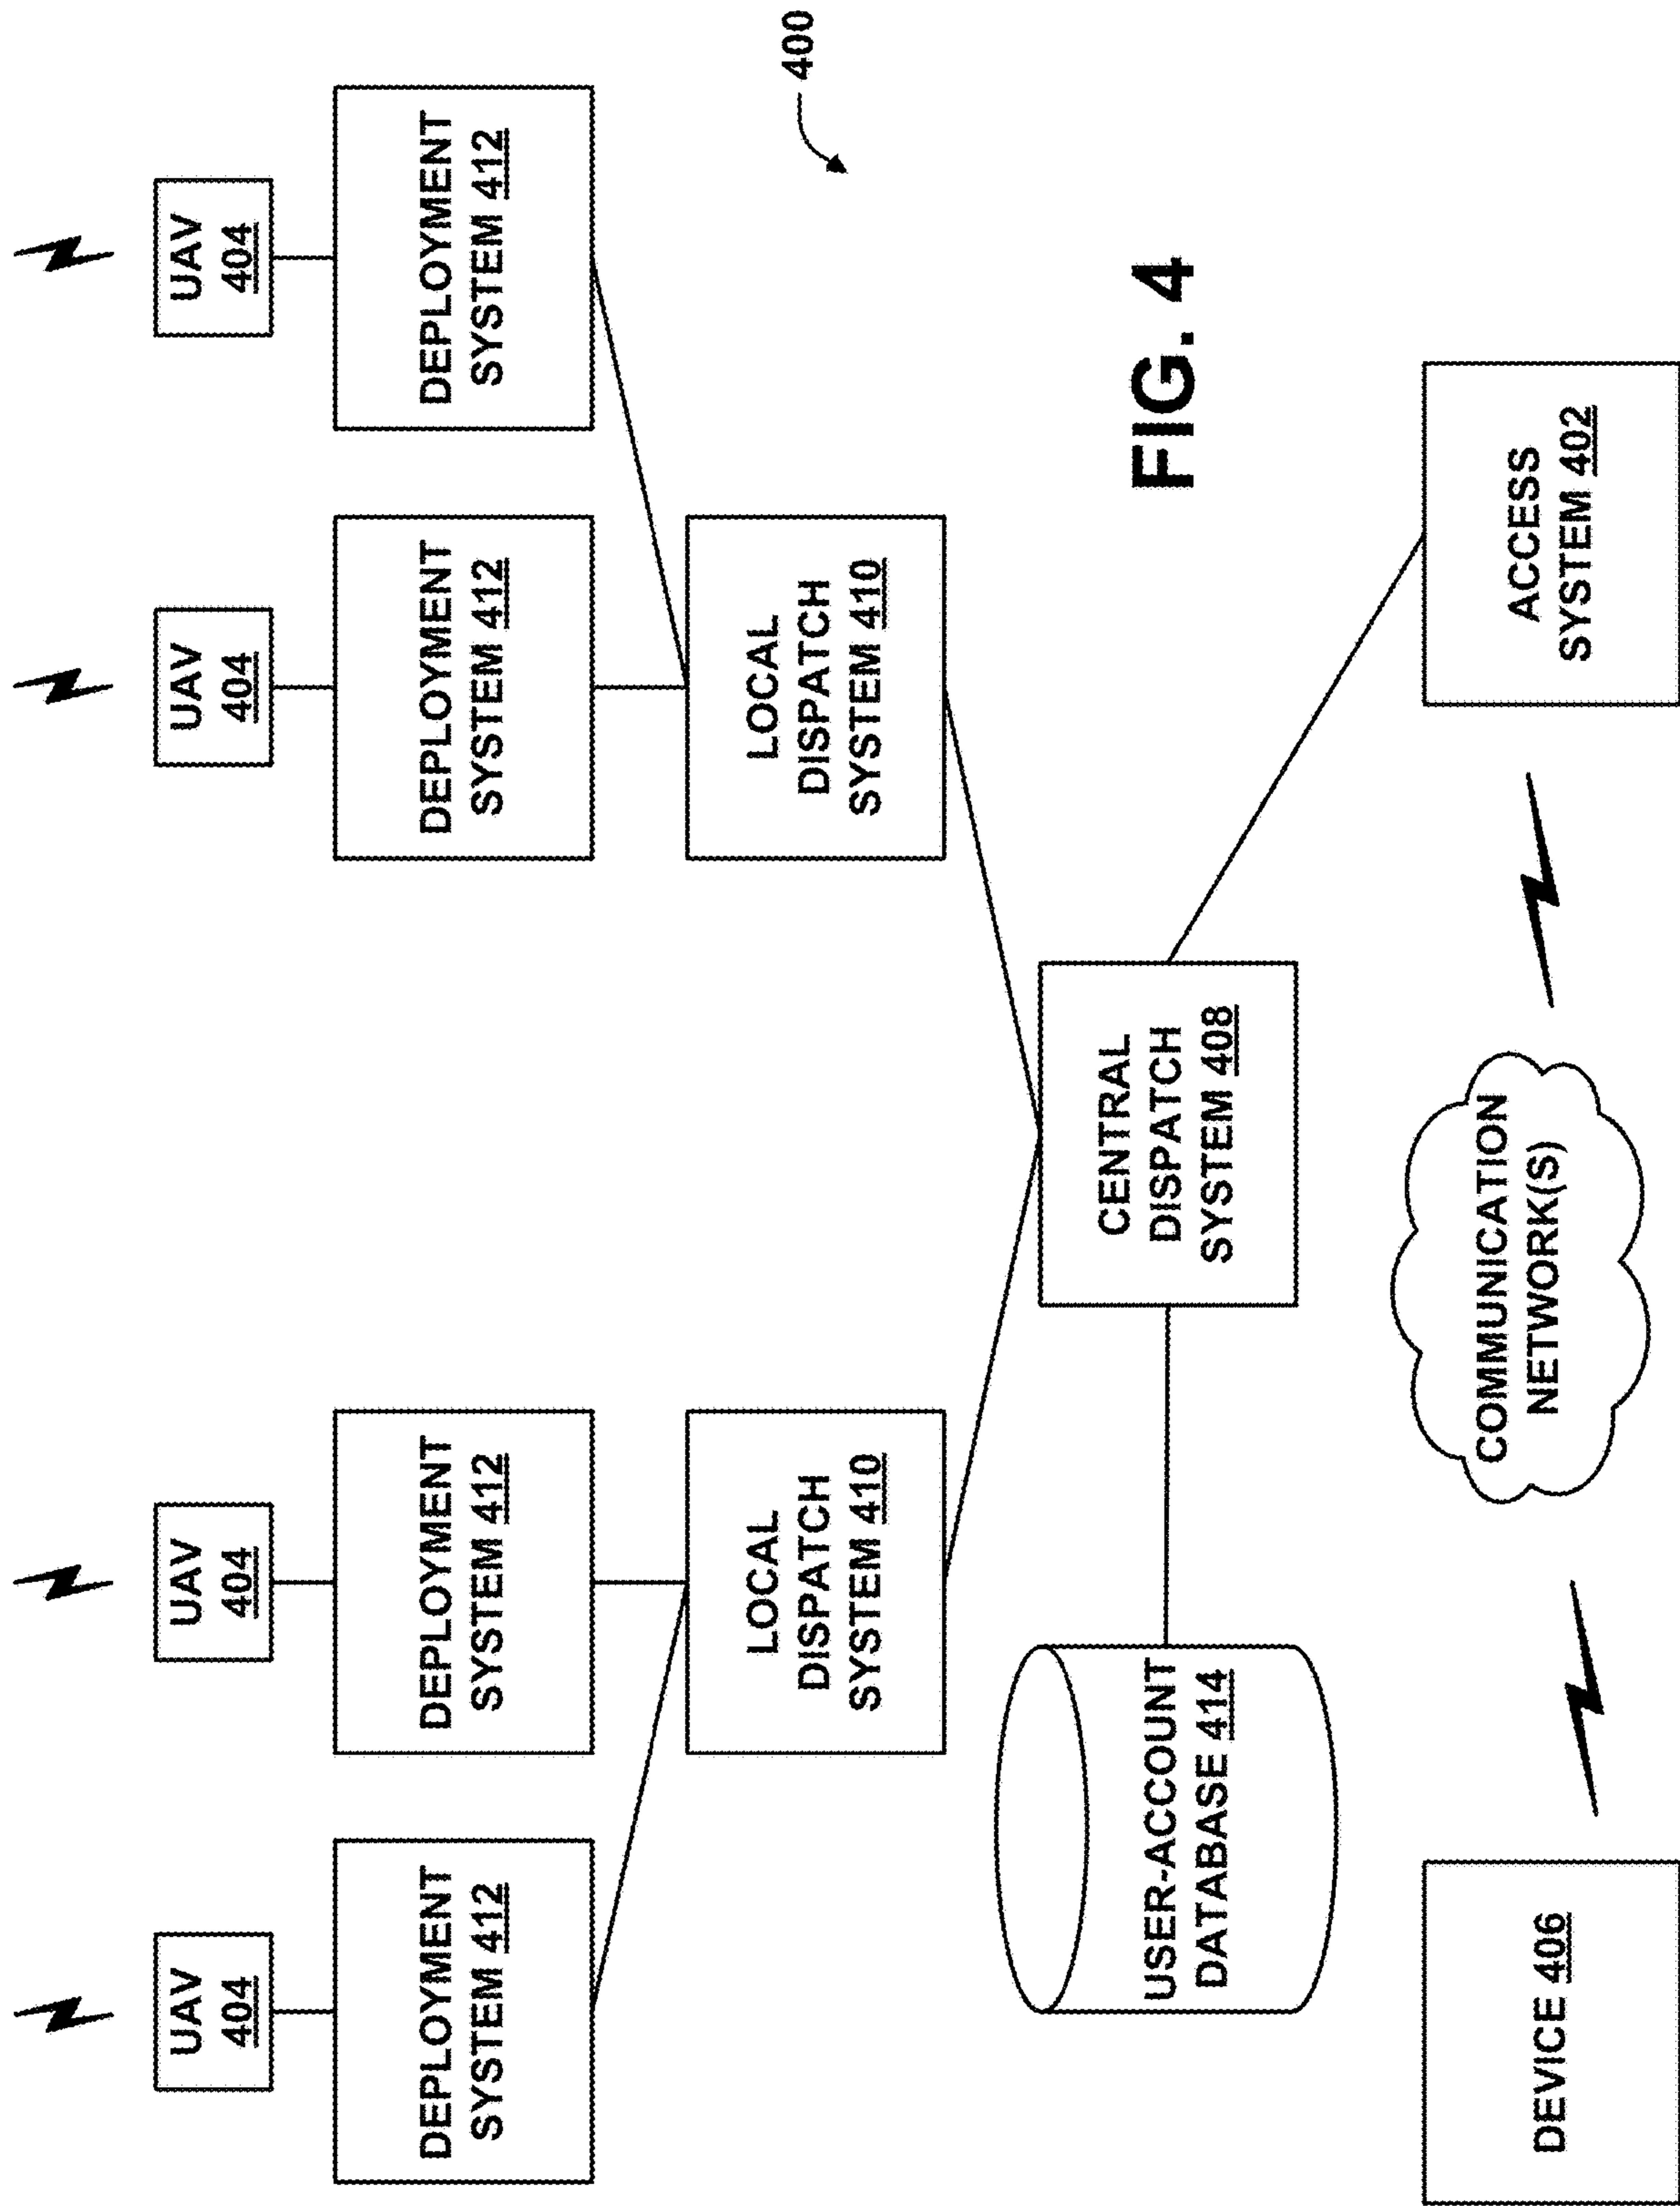 UAV
404
UAV
404
UAV
404
UAV
404
DEPLOYMENT
SYSTEM 412
DEPLOYMENT
SYSTEM 412
DEPLOYMENT
SYSTEM 412
DEPLOYMENT
SYSTEM 412
LOCAL
DISPATCH
SYSTEM 410
LOCAL
DISPATCH
SYSTEM 410
400
USER-ACCOUNT
DATABASE 414
CENTRAL
DISPATCH
SYSTEM 408
FIG. 4
DEVICE 406
COMMUNICATION
NETWORK(S)
ACCESS
SYSTEM 402